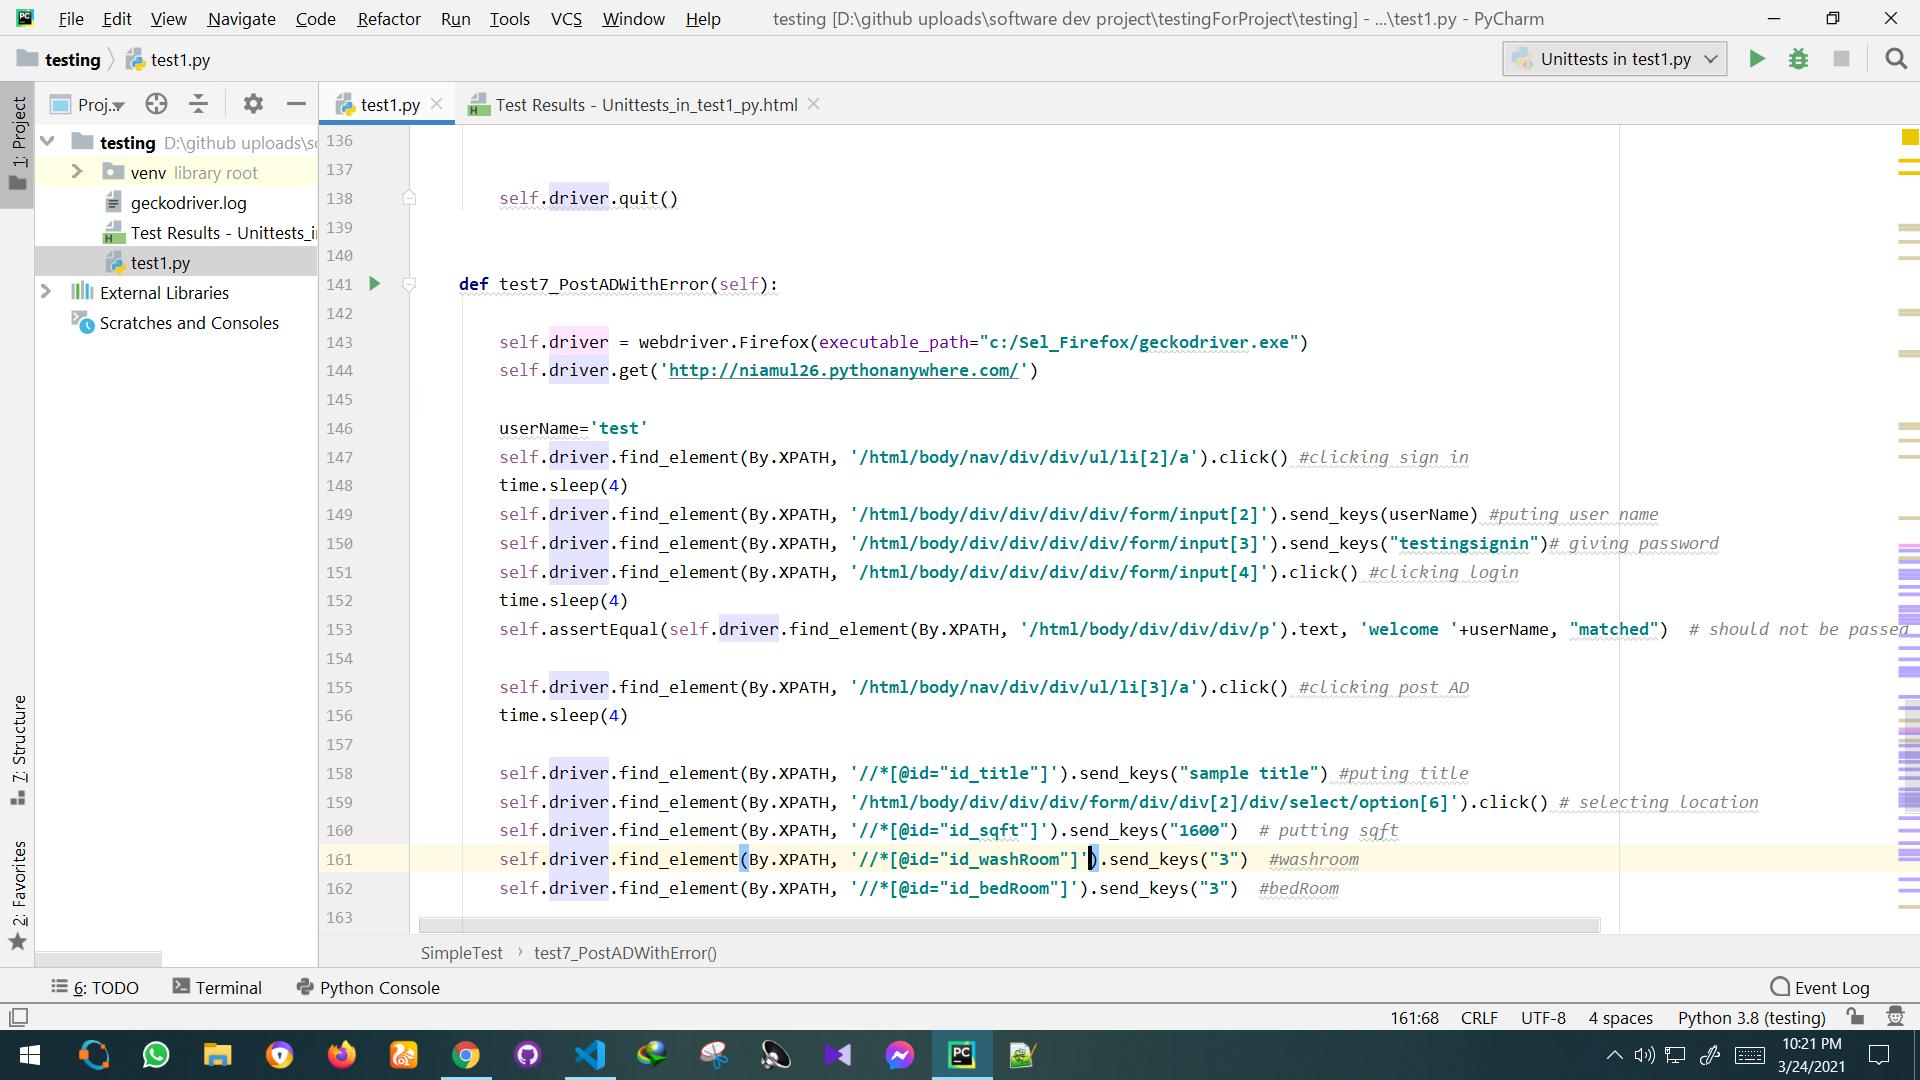 File Edit View Navigate Code Refactor Run Tools VCS Window Help testing [D:\github uploads\software dev project\testingForProject\testing] - ...\test1.py - PyCharm
testing test1.py Unittests in test1.py
1: Project
Proj... test1.py Test Results - Unittests_in_test1_py.html
testing D:\github uploads\so
venv library root
geckodriver.log
Test Results - Unittests_i
test1.py
External Libraries
Scratches and Consoles
7: Structure
2: Favorites
136
137
138 self.driver.quit()
139
140
141 def test7_PostADWithError(self):
142
143 self.driver = webdriver.Firefox(executable_path="c:/Sel_Firefox/geckodriver.exe")
144 self.driver.get('http://niamul26.pythonanywhere.com/')
145
146 userName='test'
147 self.driver.find_element(By.XPATH, '/html/body/nav/div/div/ul/li[2]/a').click() #clicking sign in
148 time.sleep(4)
149 self.driver.find_element(By.XPATH, '/html/body/div/div/div/div/form/input[2]').send_keys(userName) #puting user name
150 self.driver.find_element(By.XPATH, '/html/body/div/div/div/div/form/input[3]').send_keys("testingsignin")# giving password
151 self.driver.find_element(By.XPATH, '/html/body/div/div/div/div/form/input[4]').click() #clicking login
152 time.sleep(4)
153 self.assertEqual(self.driver.find_element(By.XPATH, '/html/body/div/div/div/p').text, 'welcome '+userName, "matched") # should not be passed
154
155 self.driver.find_element(By.XPATH, '/html/body/nav/div/div/ul/li[3]/a').click() #clicking post AD
156 time.sleep(4)
157
158 self.driver.find_element(By.XPATH, '//*[@id="id_title"]').send_keys("sample title") #puting title
159 self.driver.find_element(By.XPATH, '/html/body/div/div/div/form/div/div[2]/div/select/option[6]').click() # selecting location
160 self.driver.find_element(By.XPATH, '//*[@id="id_sqft"]').send_keys("1600") # putting sqft
161 self.driver.find_element(By.XPATH, '//*[@id="id_washRoom"]').send_keys("3") #washroom
162 self.driver.find_element(By.XPATH, '//*[@id="id_bedRoom"]').send_keys("3") #bedRoom
163
SimpleTest › test7_PostADWithError()
6: TODO Terminal Python Console Event Log
161:68 CRLF UTF-8 4 spaces Python 3.8 (testing)
10:21 PM
3/24/2021